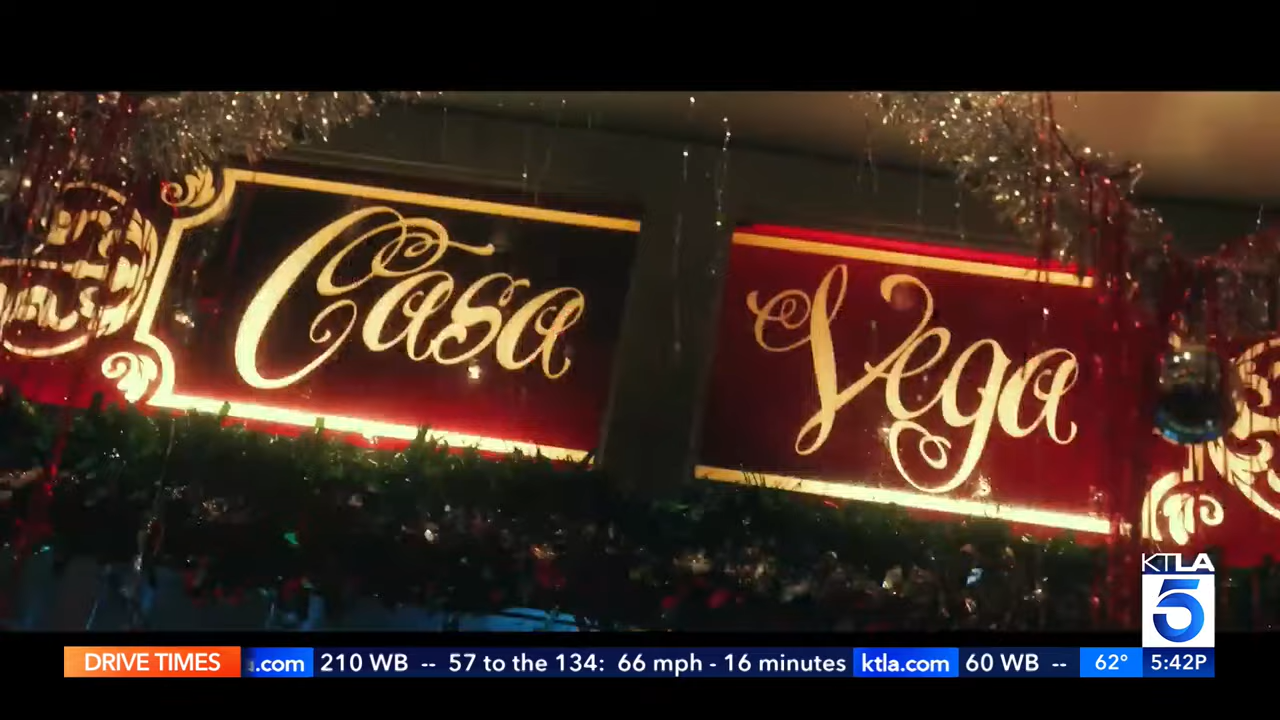 Casa Vega
KTLA
5
DRIVE TIMES
.com 210 WB -- 57 to the 134: 66 mph - 16 minutes ktla.com 60 WB --
62° 5:42P